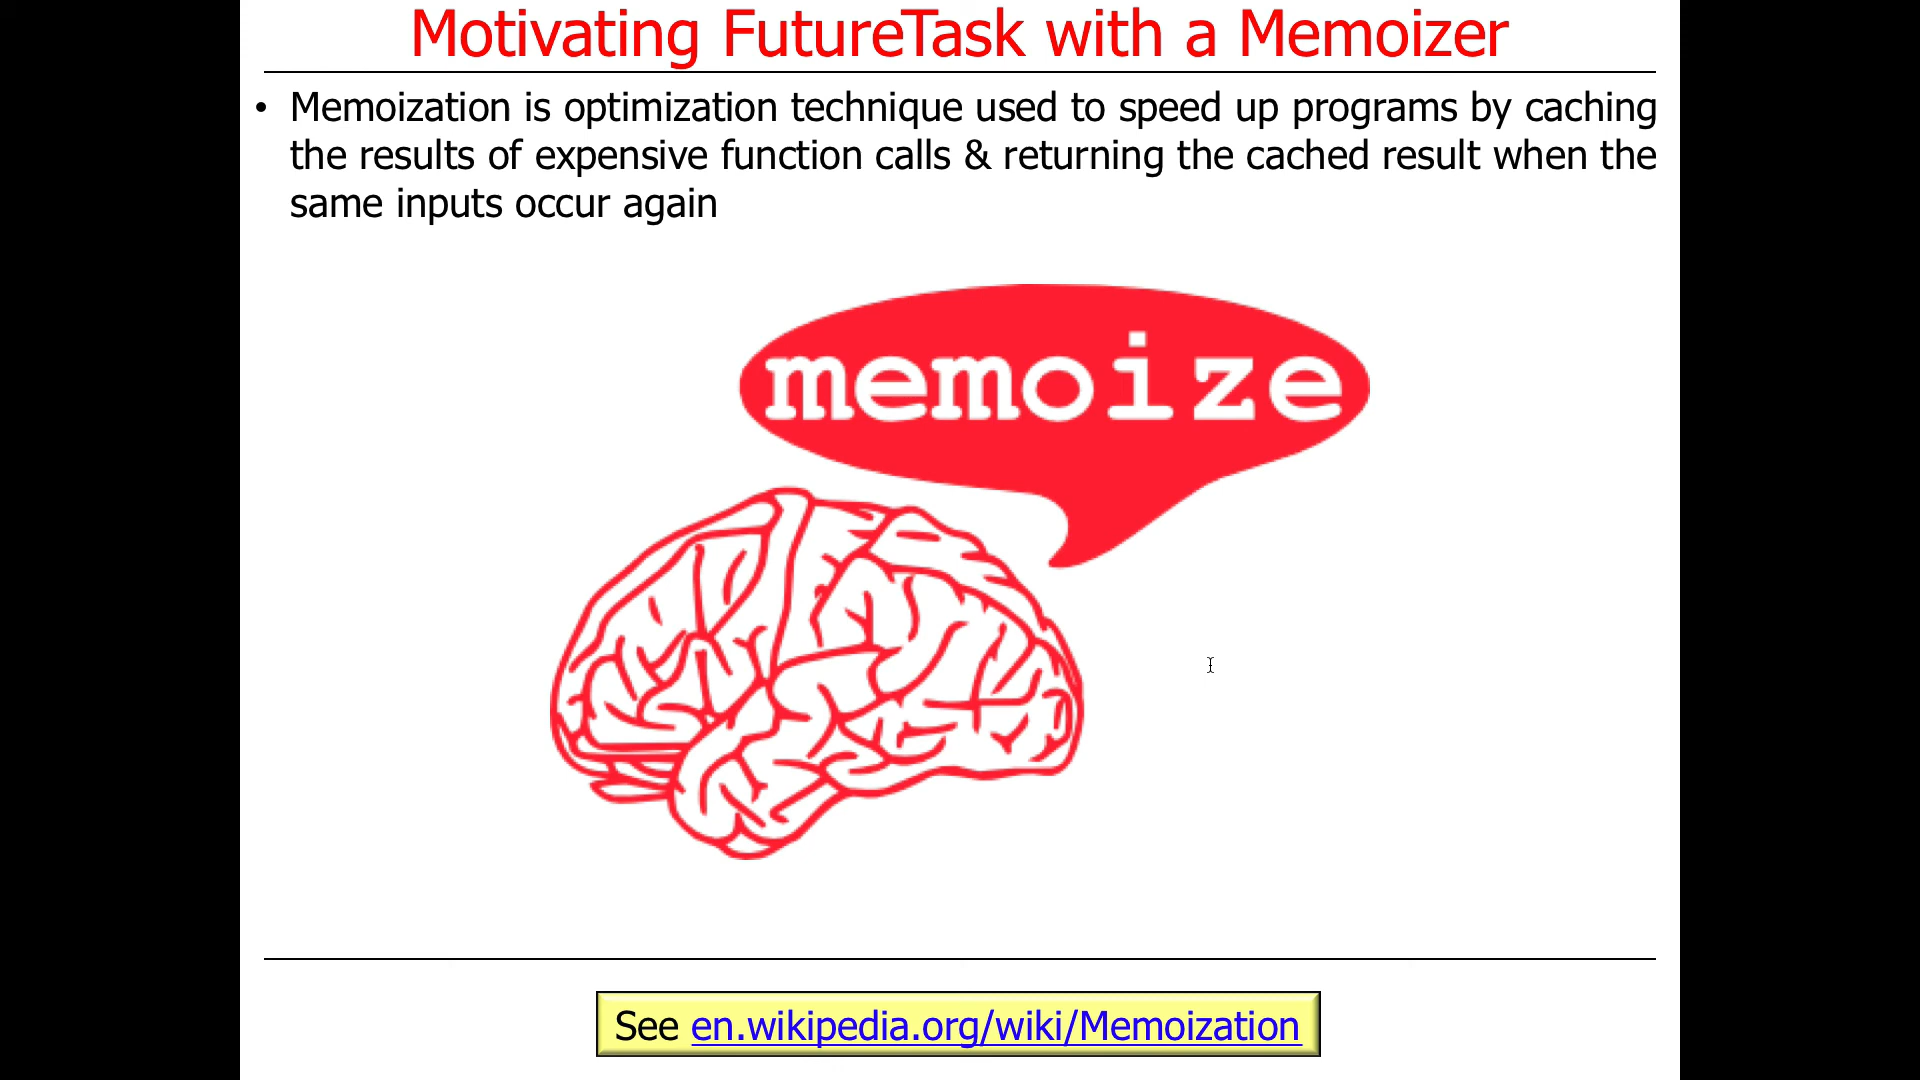 Motivating FutureTask with a Memoizer
• Memoization is optimization technique used to speed up programs by caching
the results of expensive function calls & returning the cached result when the
same inputs occur again
memoize
See en.wikipedia.org/wiki/Memoization